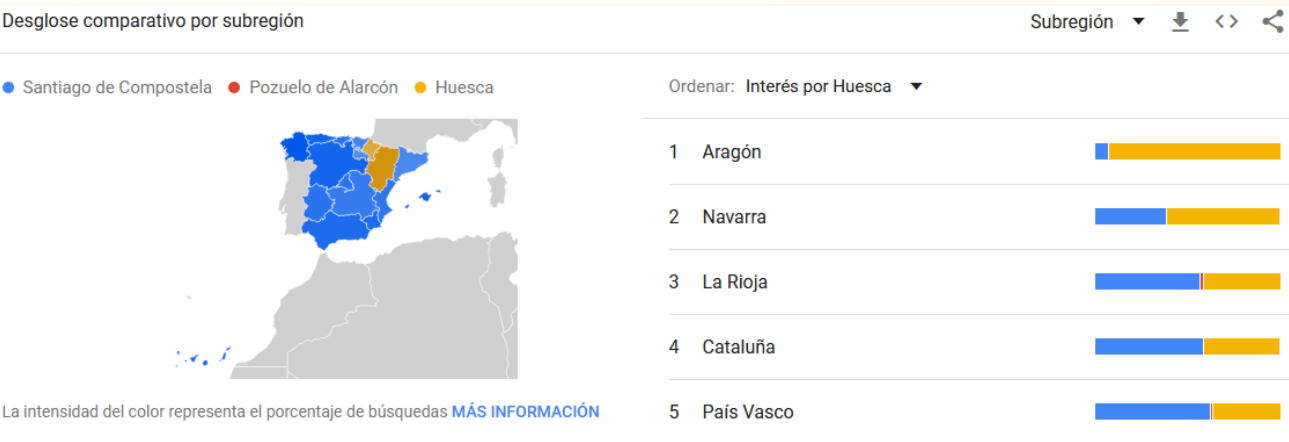 Desglose comparativo por subregión
Subregión
Santiago de Compostela Pozuelo de Alarcón Huesca
Ordenar: Interés por Huesca
1 Aragón
2 Navarra
3 La Rioja
4 Cataluña
5 País Vasco
La intensidad del color representa el porcentaje de búsquedas MÁS INFORMACIÓN